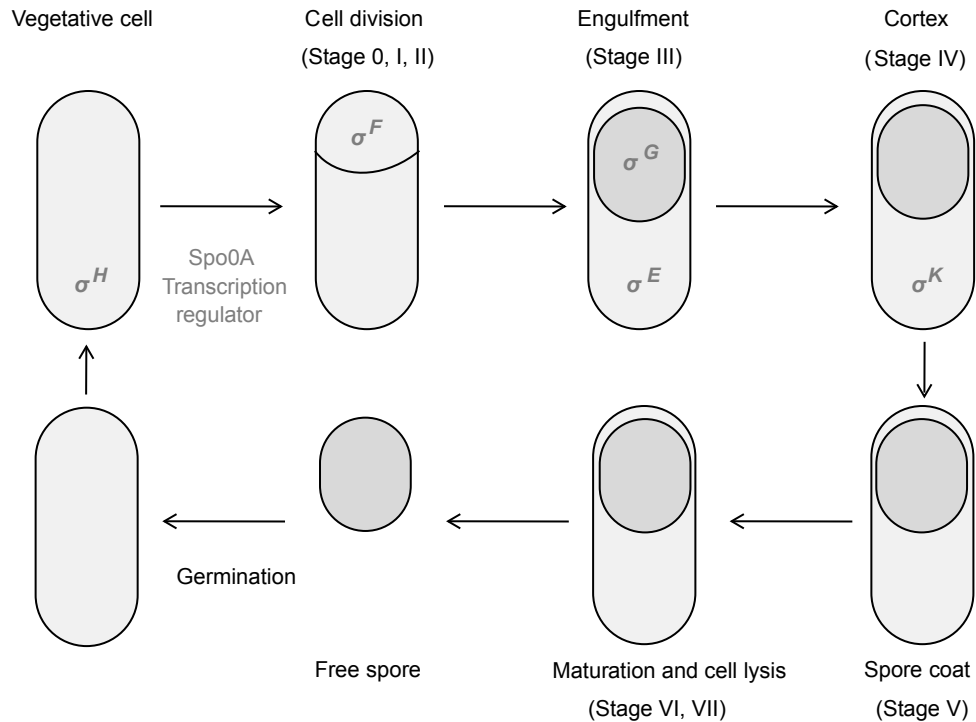 Vegetative cell
Cell division
(Stage 0, I, II)
Engulfment
(Stage III)
Cortex
(Stage IV)
σH
Spo0A
Transcription
regulator
σF
σG
σE
σK
Germination
Free spore
Maturation and cell lysis
(Stage VI, VII)
Spore coat
(Stage V)